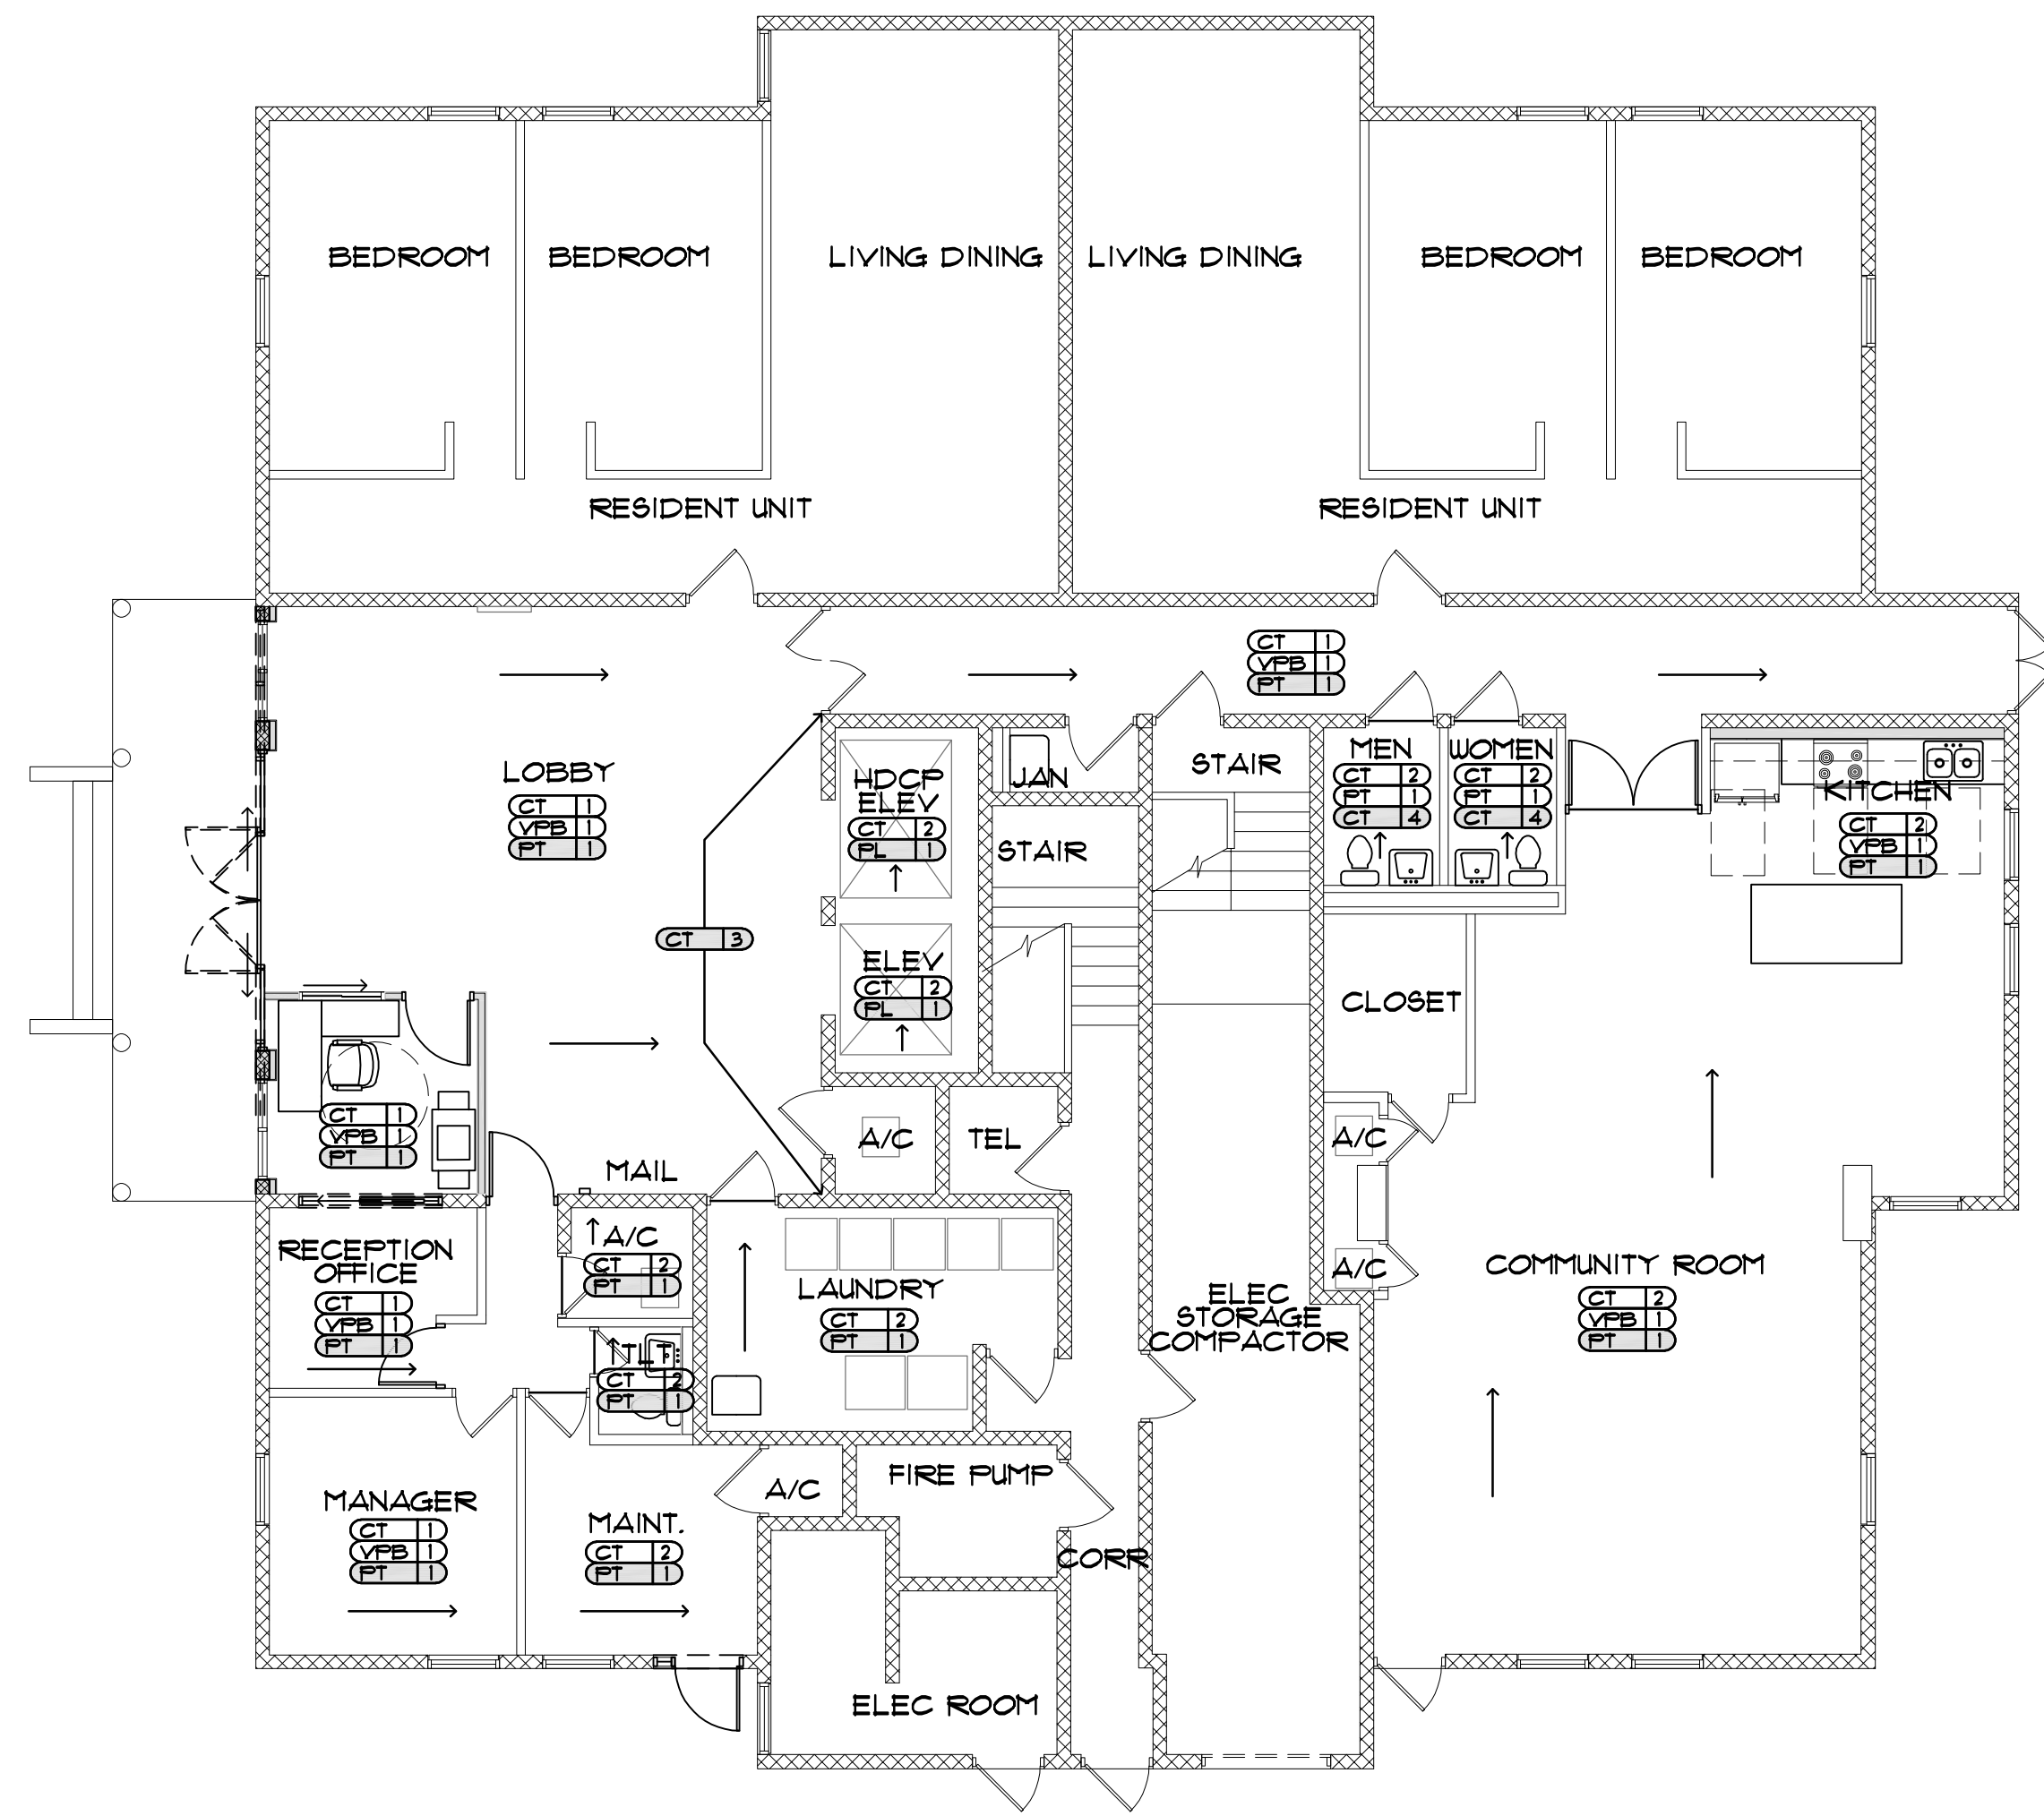 BEDROOM
BEDROOM
LIVING DINING
LIVING DINING
BEDROOM
BEDROOM
RESIDENT UNIT
RESIDENT UNIT
CT 1
VPB 1
PT 1
LOBBY
CT 1
VPB 1
PT 1
HDCP
ELEV
CT 2
PL 1
JAN
STAIR
MEN
CT 2
PT 1
CT 4
WOMEN
CT 2
PT 1
CT 4
KITCHEN
CT 2
VPB 1
PT 1
STAIR
CT 3
ELEV
CT 2
PL 1
CLOSET
CT 1
VPB 1
PT 1
MAIL
A/C
TEL
A/C
RECEPTION
OFFICE
CT 1
VPB 1
PT 1
A/C
CT 2
PT 1
LAUNDRY
CT 2
PT 1
ELEC
STORAGE
COMPACTOR
A/C
COMMUNITY ROOM
CT 2
VPB 1
PT 1
TLT
CT 2
PT 1
MANAGER
CT 1
VPB 1
PT 1
MAINT.
CT 2
PT 1
A/C
FIRE PUMP
CORR
ELEC ROOM